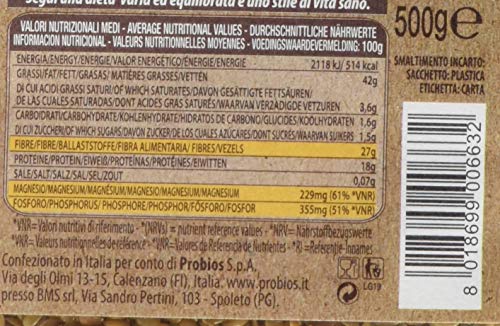 segui una dieta varia ed equilibrata e uno stile di vita sano.
VALORI NUTRIZIONALI MEDI - AVERAGE NUTRITIONAL VALUES - DURCHSCHNITTLICHE NÄHRWERTE
INFORMACION NUTRICIONAL - VALEURS NUTRITIONNELLES MOYENNES - VOEDINGSWAARDEVERMELDING: 100g
ENERGIA/ENERGY/ENERGIE/VALOR ENERGÉTICO/ÉNERGIE/ENERGIE 2118 kJ/ 514 kcal
GRASSI/FAT/FETT/GRASAS/ MATIÈRES GRASSES/VETTEN 42g
DI CUI ACIDI GRASSI SATURI/OF WHICH SATURATES/DAVON GESÄTTIGTE FETTSÄUREN/
DE LAS CUALES SATURADAS/DONT ACIDES GRAS SATURÉS/WAARVAN VERZADIGDE VETZUREN 3,6g
CARBOIDRATI/CARBOHYDRATE/KOHLENHYDRATE/HIDRATOS DE CARBONO/GLUCIDES/KOOLHYDRATEN 1,6g
DI CUI ZUCCHERI/OF WHICH SUGARS/DAVON ZUCKER/DE LOS CUALES AZÚCARES/DONT SUCRES/WAARVAN SUIKERS 1,5g
FIBRE/FIBRE/BALLASTSTOFFE/FIBRA ALIMENTARIA/ FIBRES/VEZELS 27g
PROTEINE/PROTEIN/EIWEIß/PROTEÍNAS/PROTÉINES/EIWITTEN 18g
SALE/SALT/SALZ/SAL/SEL/ZOUT 0,07g
MAGNESIO/MAGNESIUM/MAGNÉSIUM/MAGNESIO/MAGNESIUM/MAGNESIUM 229mg (61% *VNR)
FOSFORO/PHOSPHORUS/PHOSPHORE/PHOSPHOR/FÓSFORO/FOSFOR 355mg (51% *VNR)
*VNR=Valori nutritivi di riferimento - *(NRVs) = nutrient reference values - *NRV= Nährstoffbezugswerte
*VNR=Valeurs nutritionnelles de référence - *VNR=Valores de Referencia de Nutrientes - *RI=Referentie-Innames
Confezionato in Italia per conto di Probios S.p.A.
Via degli Olmi 13-15, Calenzano (FI), Italia,
www.probios.it
presso BMS srl, Via Sandro Pertini, 103 - Spoleto (PG).
LG19
500g e
SMALTIMENTO INCARTO:
SACCHETTO: PLASTICA
ETICHETTA: CARTA
8 018699 006632